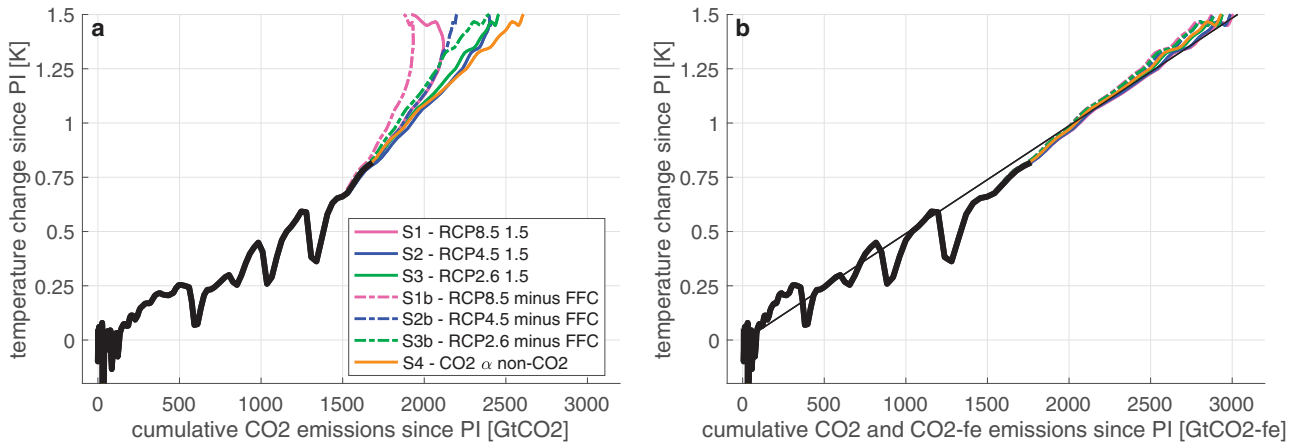 a
temperature change since PI [K]
1.5
1.25
1
0.75
0.5
0.25
0
S1 - RCP8.5 1.5
S2 - RCP4.5 1.5
S3 - RCP2.6 1.5
S1b - RCP8.5 minus FFC
S2b - RCP4.5 minus FFC
S3b - RCP2.6 minus FFC
S4 - CO2 α non-CO2
0 500 1000 1500 2000 2500 3000
cumulative CO2 emissions since PI [GtCO2]
b
temperature change since PI [K]
1.5
1.25
1
0.75
0.5
0.25
0
0 500 1000 1500 2000 2500 3000
cumulative CO2 and CO2-fe emissions since PI [GtCO2-fe]